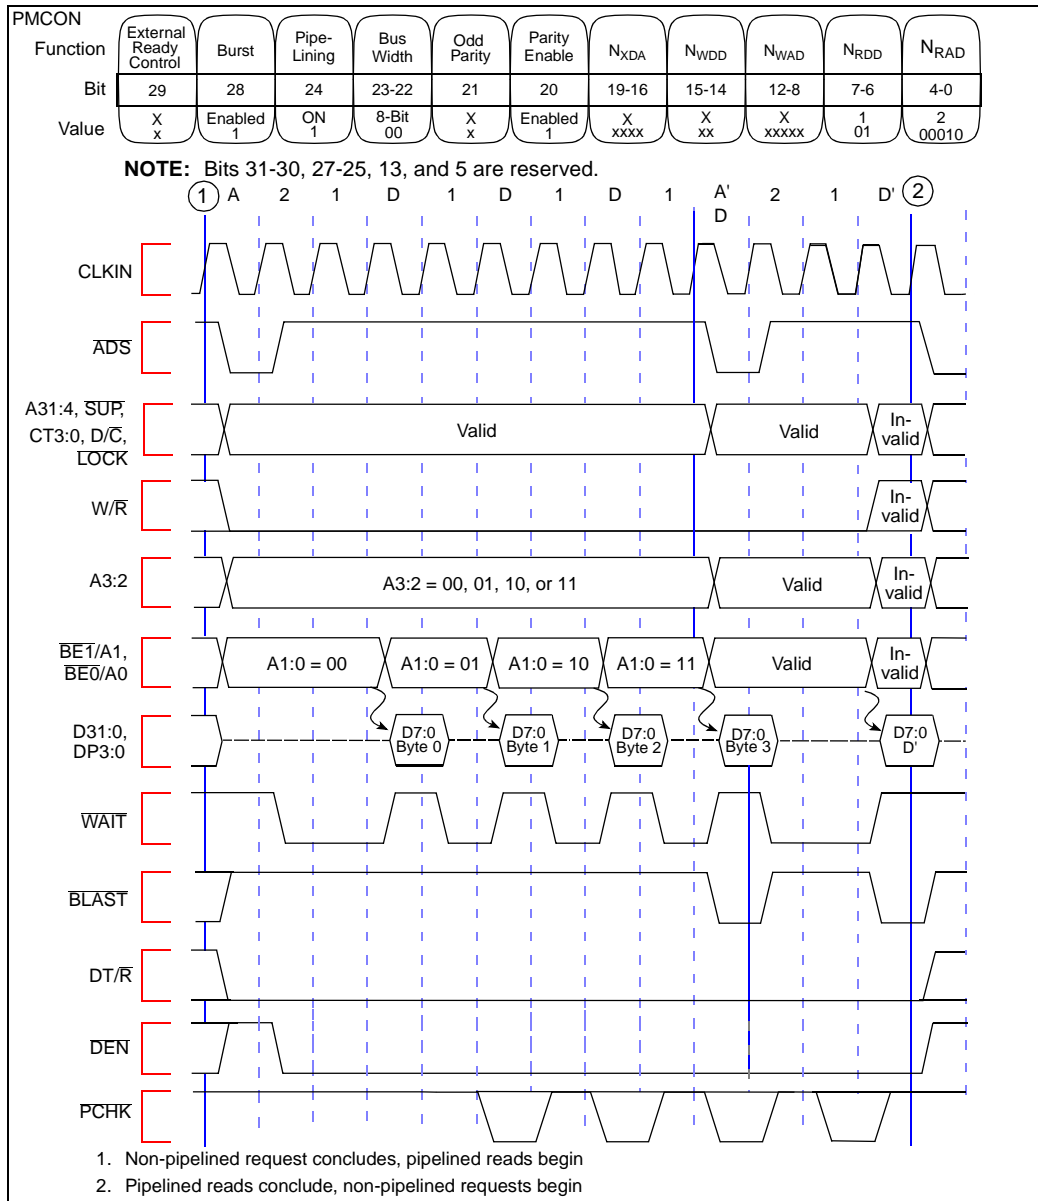 PMCON
Function External Ready Control Burst Pipe-Lining Bus Width Odd Parity Parity Enable NXDA NWDD NWAD NRDD NRAD
Bit 29 28 24 23-22 21 20 19-16 15-14 12-8 7-6 4-0
Value X x Enabled 1 ON 1 8-Bit 00 X x Enabled 1 X xxxx X xx X xxxxx 1 01 2 00010
NOTE: Bits 31-30, 27-25, 13, and 5 are reserved.
1 A 2 1 D 1 D 1 D 1 A' 2 1 D' 2
D
CLKIN
ADS
A31:4, SUP,
CT3:0, D/C,
LOCK
Valid Valid In-valid
W/R In-valid
A3:2 A3:2 = 00, 01, 10, or 11 Valid In-valid
BE1/A1,
BE0/A0
A1:0 = 00 A1:0 = 01 A1:0 = 10 A1:0 = 11 Valid In-valid
D31:0,
DP3:0
D7:0 Byte 0 D7:0 Byte 1 D7:0 Byte 2 D7:0 Byte 3 D7:0 D'
WAIT
BLAST
DT/R
DEN
PCHK
1. Non-pipelined request concludes, pipelined reads begin
2. Pipelined reads conclude, non-pipelined requests begin